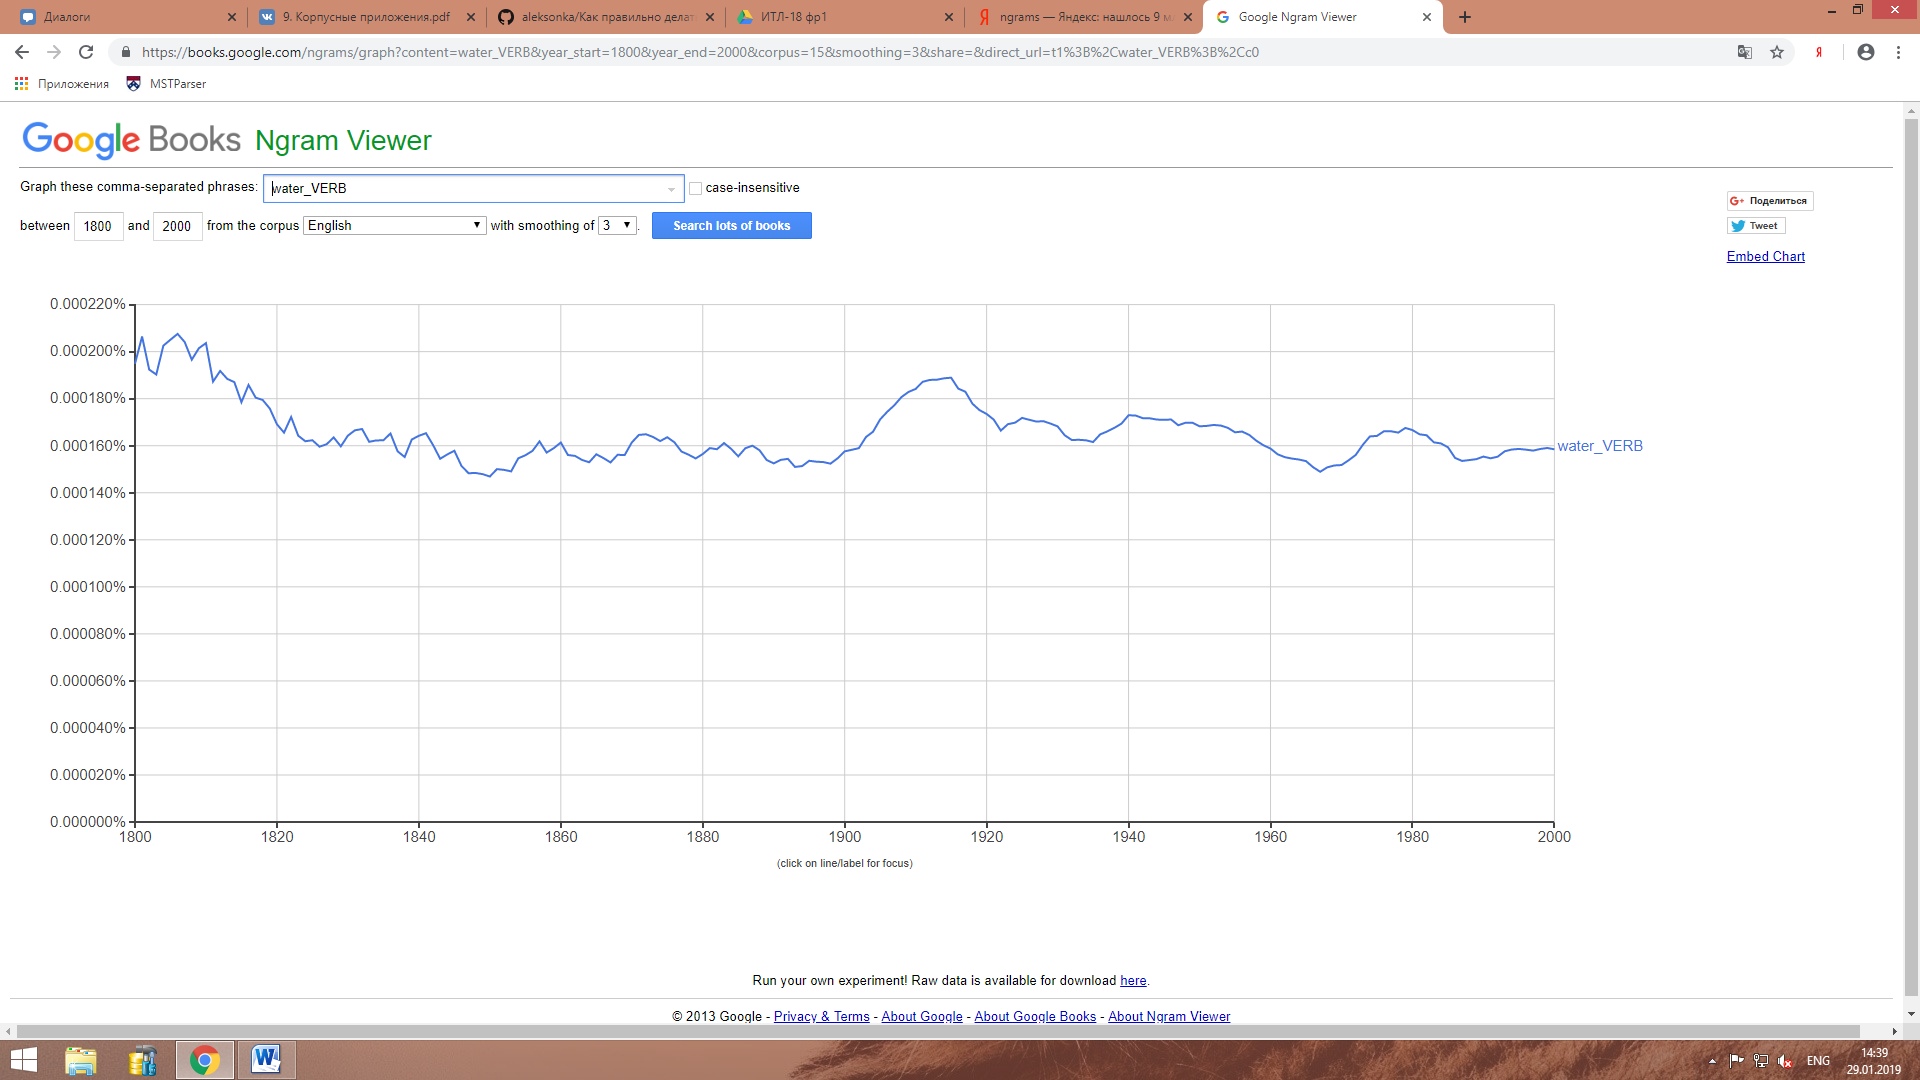 Диалоги
9. Корпусные приложения.pdf
aleksonka/Как правильно делат
ИТЛ-18 фр1
ngrams — Яндекс: нашлось 9 м
Google Ngram Viewer
https://books.google.com/ngrams/graph?content=water_VERB&year_start=1800&year_end=2000&corpus=15&smoothing=3&share=&direct_url=t1%3B%2Cwater_VERB%3B%2Cc0
Приложения
MSTParser
Google Books Ngram Viewer
Graph these comma-separated phrases: water_VERB case-insensitive
between 1800 and 2000 from the corpus English with smoothing of 3 . Search lots of books
G+ Поделиться
Tweet
Embed Chart
0.000220%
0.000200%
0.000180%
0.000160%
0.000140%
0.000120%
0.000100%
0.000080%
0.000060%
0.000040%
0.000020%
0.000000%
water_VERB
1800 1820 1840 1860 1880 1900 1920 1940 1960 1980 2000
(click on line/label for focus)
Run your own experiment! Raw data is available for download here.
© 2013 Google - Privacy & Terms - About Google - About Google Books - About Ngram Viewer
ENG
14:39
29.01.2019